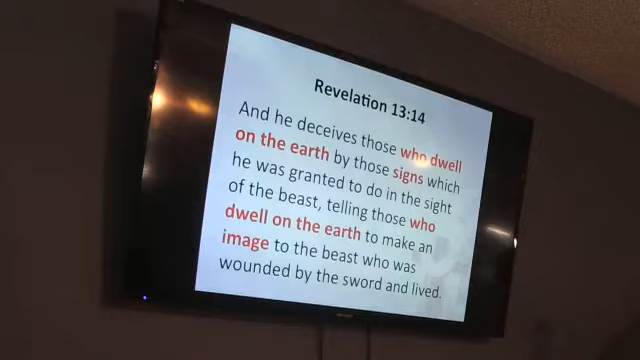 Revelation 13:14
And he deceives those who dwell
on the earth by those signs which
he was granted to do in the sight
of the beast, telling those who
dwell on the earth to make an
image to the beast who was
wounded by the sword and lived.